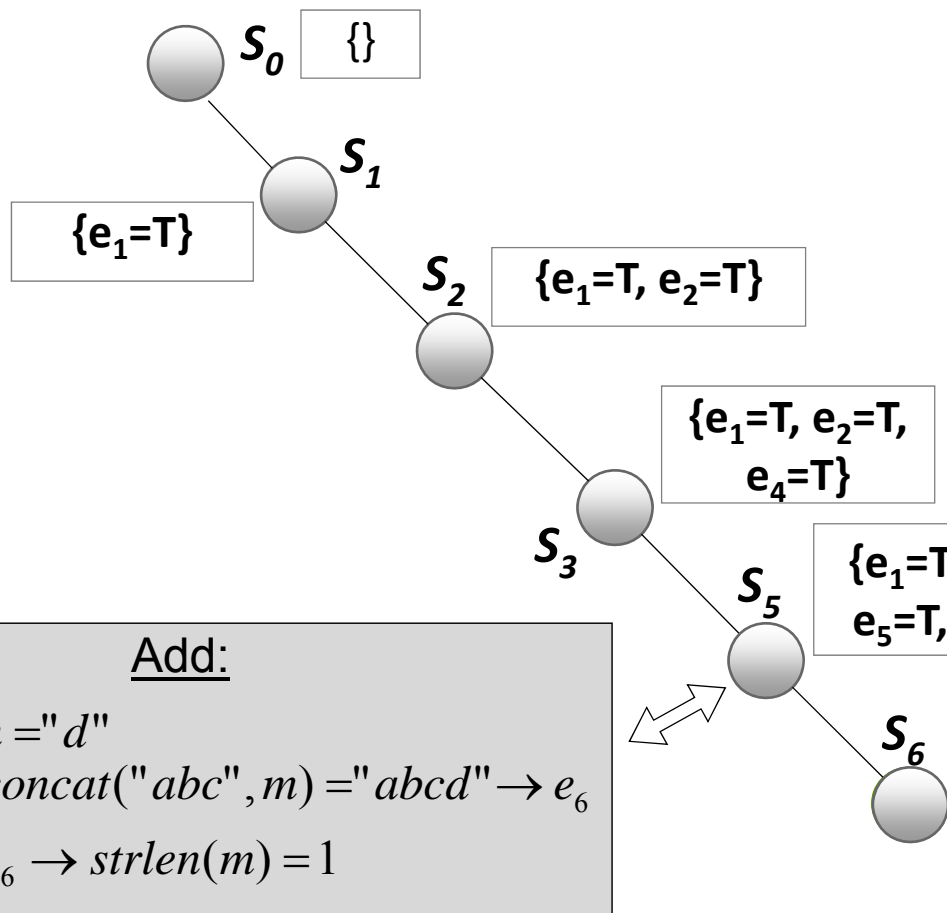 S₀ {}
S₁
{e₁=T}
S₂ {e₁=T, e₂=T}
{e₁=T, e₂=T,
e₄=T}
S₃
{e₁=T
S₅
e₅=T,
Add:
="d"
concat("abc", m) ="abcd" → e₆
S₆
₆ → strlen(m) = 1